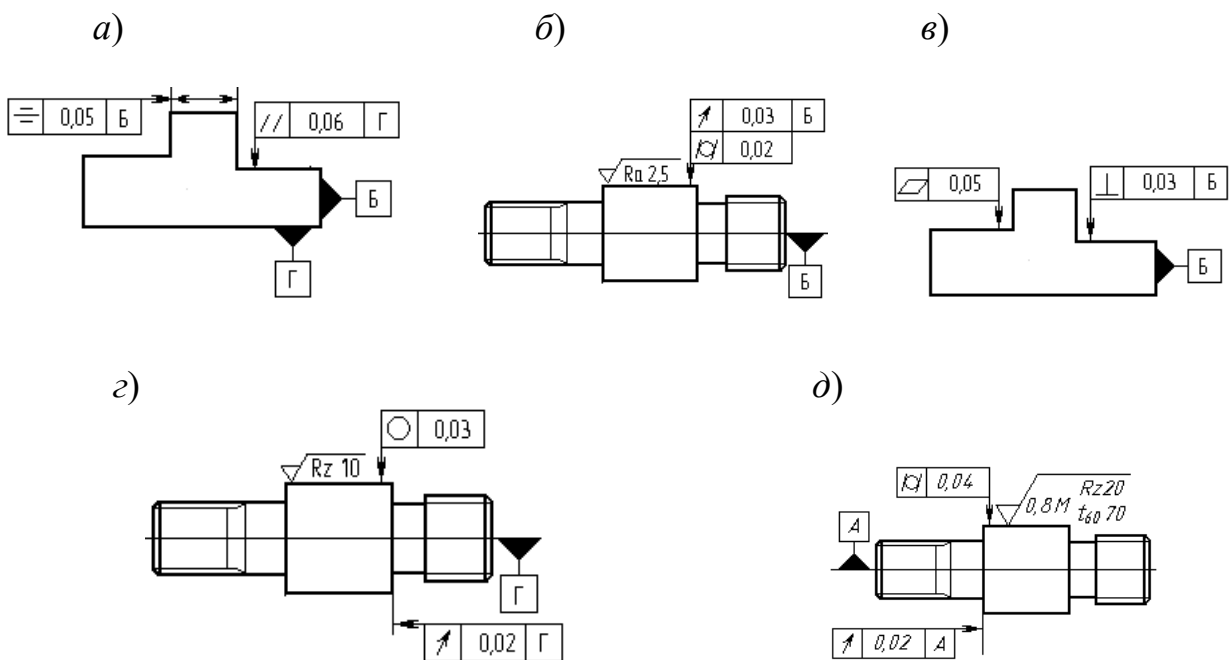 а) б) в)
0,05 Б
// 0,06 Г
Б
Г
0,03 Б
0,02
Ra 2,5
Б
0,05
⊥ 0,03 Б
Б
г) д)
0,03
Rz 10
Г
0,02 Г
0,04
0,8 М Rz20
t60 70
А
0,02 А